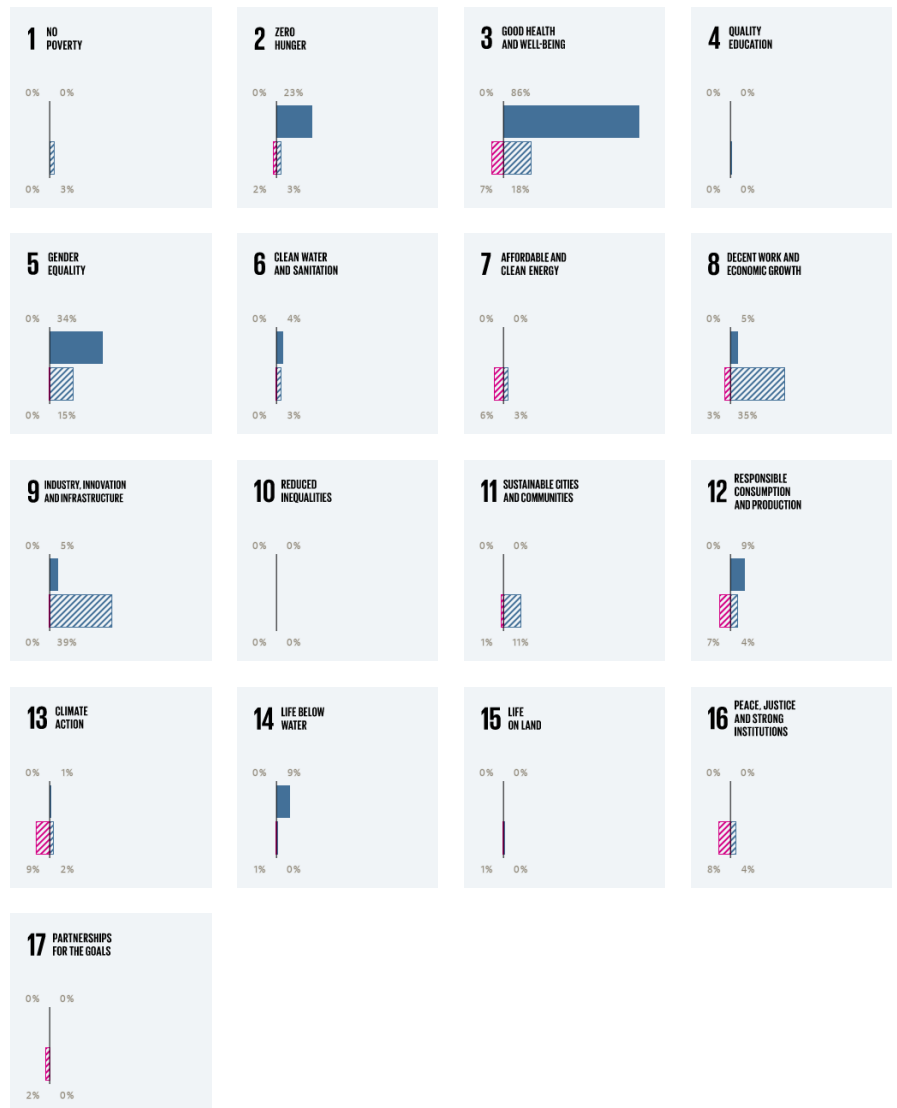 1 NO
POVERTY
0% 0%
0% 3%
2 ZERO
HUNGER
0% 23%
2% 3%
3 GOOD HEALTH
AND WELL-BEING
0% 86%
7% 18%
4 QUALITY
EDUCATION
0% 0%
0% 0%
5 GENDER
EQUALITY
0% 34%
0% 15%
6 CLEAN WATER
AND SANITATION
0% 4%
0% 3%
7 AFFORDABLE AND
CLEAN ENERGY
0% 0%
6% 3%
8 DECENT WORK AND
ECONOMIC GROWTH
0% 5%
3% 35%
9 INDUSTRY, INNOVATION
AND INFRASTRUCTURE
0% 5%
0% 39%
10 REDUCED
INEQUALITIES
0% 0%
0% 0%
11 SUSTAINABLE CITIES
AND COMMUNITIES
0% 0%
1% 11%
12 RESPONSIBLE
CONSUMPTION
AND PRODUCTION
0% 9%
7% 4%
13 CLIMATE
ACTION
0% 1%
9% 2%
14 LIFE BELOW
WATER
0% 9%
1% 0%
15 LIFE
ON LAND
0% 0%
1% 0%
16 PEACE, JUSTICE
AND STRONG
INSTITUTIONS
0% 0%
8% 4%
17 PARTNERSHIPS
FOR THE GOALS
0% 0%
2% 0%